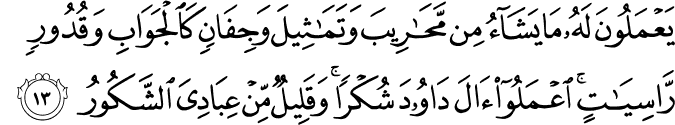 يَعۡمَلُونَ لَهُۥ مَا يَشَآءُ مِن مَّحَٰرِيبَ وَتَمَٰثِيلَ وَجِفَانٖ كَٱلۡجَوَابِ وَقُدُورٖ
رَّاسِيَٰتٍۚ ٱعۡمَلُوٓاْ ءَالَ دَاوُۥدَ شُكۡرٗاۚ وَقَلِيلٞ مِّنۡ عِبَادِيَ ٱلشَّكُورُ ١٣